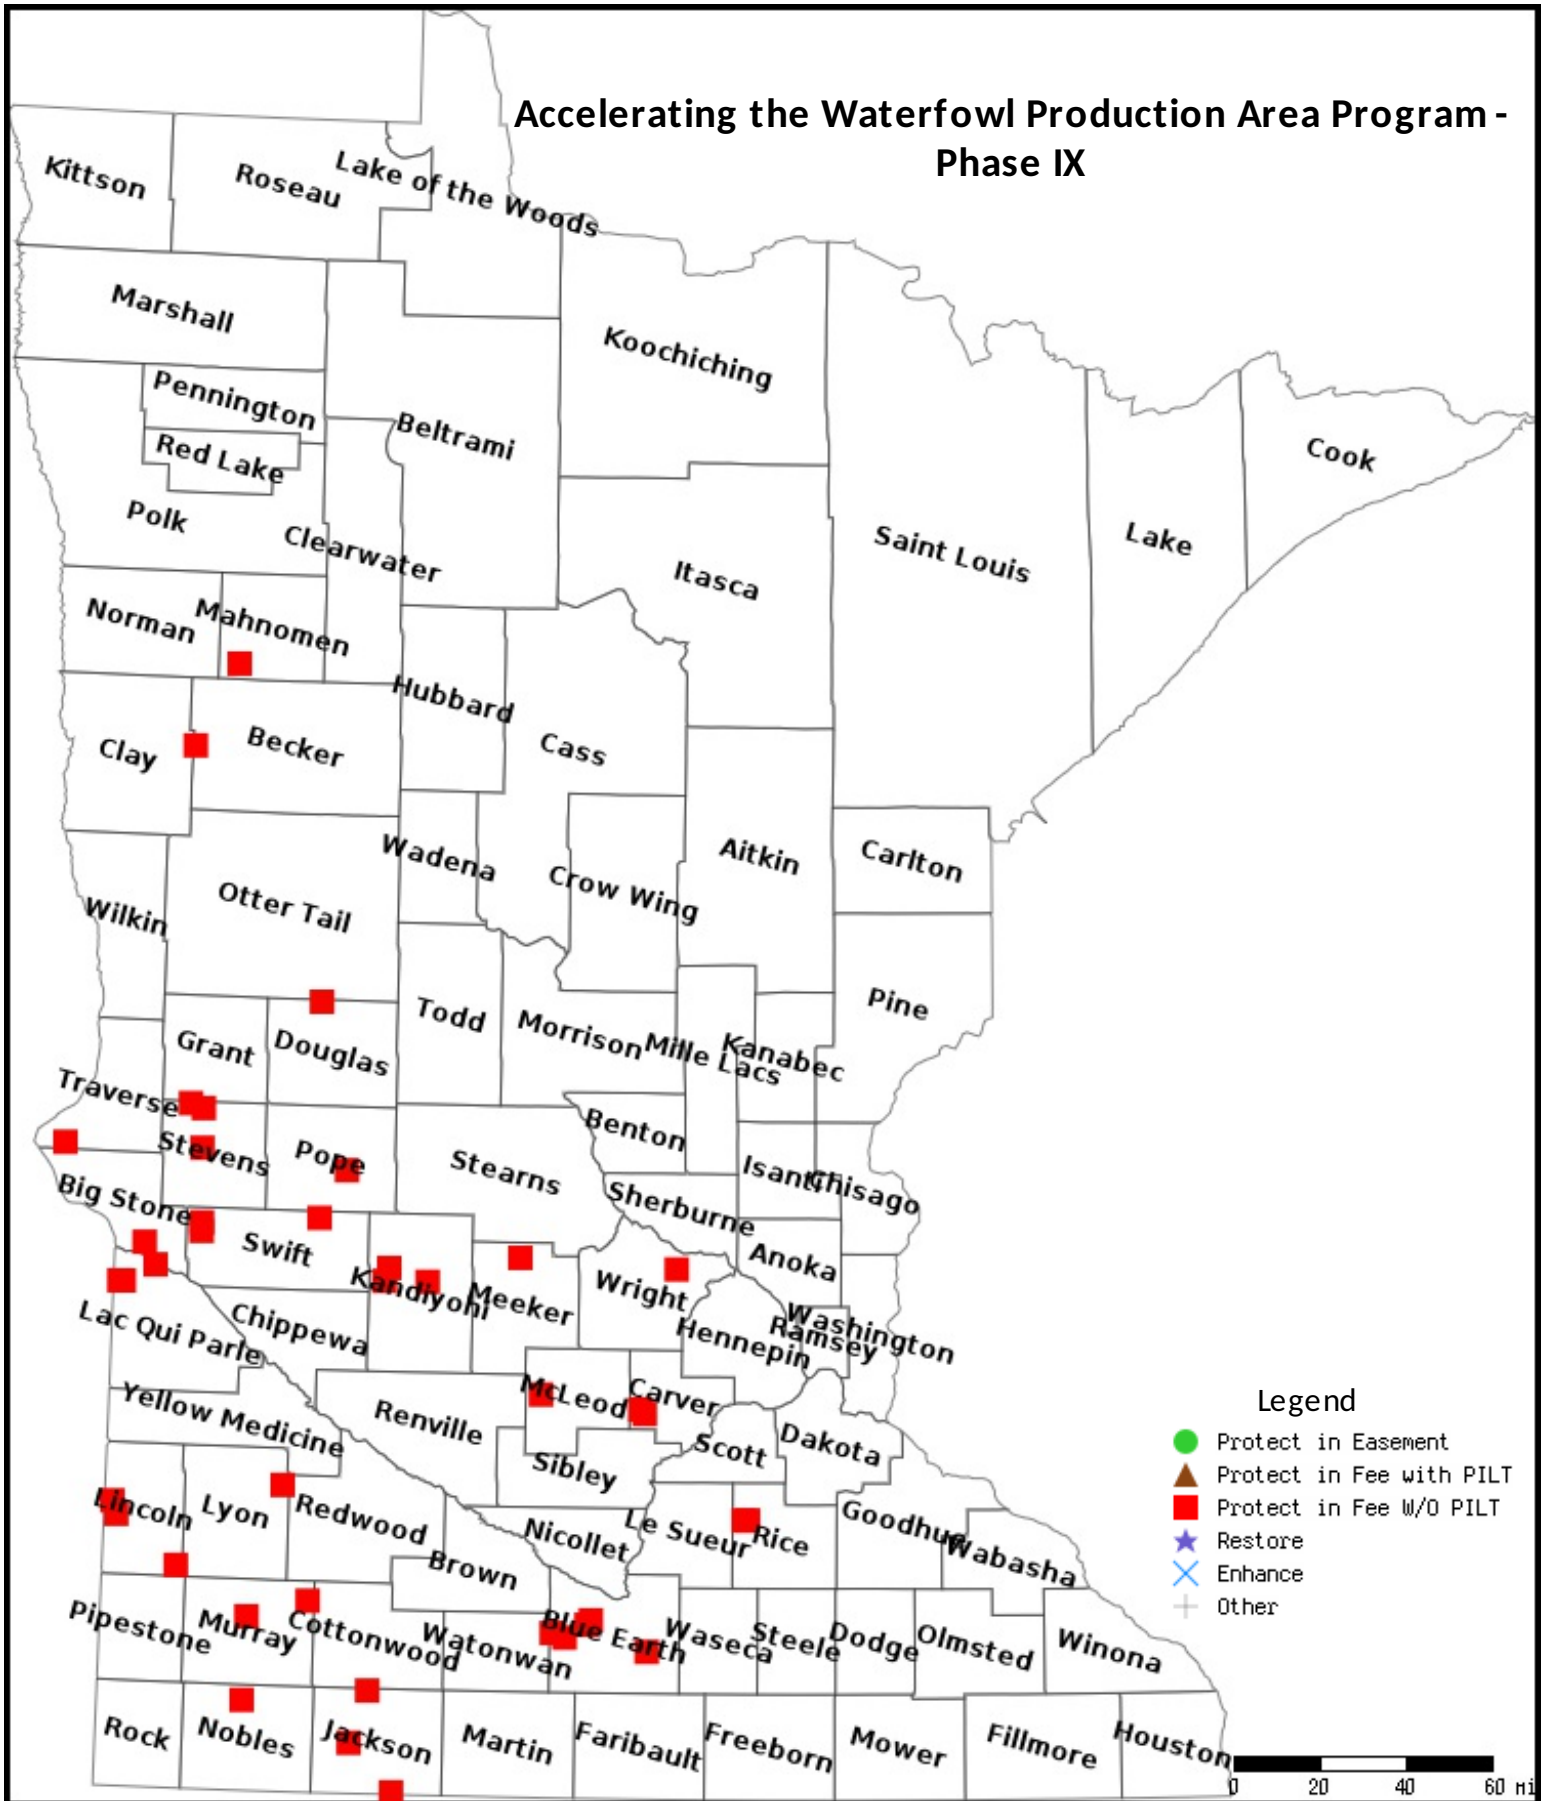 Accelerating the Waterfowl Production Area Program -
Phase IX
Kittson
Roseau
Lake of the Woods
Marshall
Koochiching
Pennington
Beltrami
Red Lake
Cook
Polk
Clearwater
Saint Louis
Lake
Itasca
Norman
Mahnomen
Hubbard
Clay
Becker
Cass
Wadena
Aitkin
Carlton
Crow Wing
Otter Tail
Wilkin
Todd
Pine
Morrison
Mille Lacs
Kanabec
Grant
Douglas
Traverse
Benton
Stevens
Pope
Stearns
Isanti
Chisago
Big Stone
Sherburne
Swift
Anoka
Kandiyohi
Meeker
Wright
Washington
Ramsey
Hennepin
Lac Qui Parle
Chippewa
McLeod
Carver
Yellow Medicine
Renville
Scott
Dakota
Sibley
Lincoln
Lyon
Redwood
Nicollet
Le Sueur
Rice
Goodhue
Wabasha
Brown
Pipestone
Murray
Cottonwood
Watonwan
Blue Earth
Waseca
Steele
Dodge
Olmsted
Winona
Rock
Nobles
Jackson
Martin
Faribault
Freeborn
Mower
Fillmore
Houston
Legend
Protect in Easement
Protect in Fee with PILT
Protect in Fee W/O PILT
Restore
Enhance
Other
0 20 40 60 mi